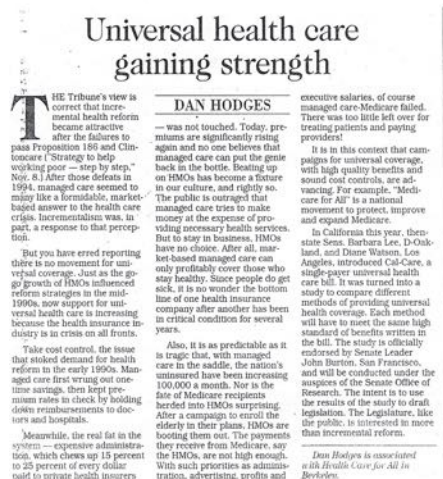 Universal health care
gaining strength
THE Tribune's view is
correct that incre-
mental health reform
became attractive
after the failures to
pass Proposition 186 and Clin-
toncare ("Strategy to help
working poor — step by step,"
Nov. 8.) After those defeats in
1994, managed care seemed to
many like a formidable, market-
based answer to the health care
crisis. Incrementalism was, in
part, a response to that percep-
tion.
But you have erred reporting
there is no movement for uni-
versal coverage. Just as the go-
go growth of HMOs influenced
reform strategies in the mid-
1990s, now support for uni-
versal health care is increasing
because the health insurance in-
dustry is in crisis on all fronts.
Take cost control, the issue
that stoked demand for health
reform in the early 1990s. Man-
aged care first wrung out one-
time savings, then kept pre-
mium rates in check by holding
down reimbursements to doc-
tors and hospitals.
Meanwhile, the real fat in the
system — expensive administra-
tion, which chews up 15 percent
to 25 percent of every dollar
paid to private health insurers
DAN HODGES
— was not touched. Today, pre-
miums are significantly rising
again and no one believes that
managed care can put the genie
back in the bottle. Beating up
on HMOs has become a fixture
in our culture, and rightly so.
The public is outraged that
managed care tries to make
money at the expense of pro-
viding necessary health services.
But to stay in business, HMOs
have no choice. After all, mar-
ket-based managed care can
only profitably cover those who
stay healthy. Since people do get
sick, it is no wonder the bottom
line of one health insurance
company after another has been
in critical condition for several
years.
Also, it is as predictable as it
is tragic that, with managed
care in the saddle, the nation's
uninsured have been increasing
100,000 a month. Nor is the
fate of Medicare recipients
herded into HMOs surprising.
After a campaign to enroll the
elderly in their plans, HMOs are
booting them out. The payments
they receive from Medicare, say
the HMOs, are not high enough.
With such priorities as adminis-
tration, advertising, profits and
executive salaries, of course
managed care-Medicare failed.
There was too little left over for
treating patients and paying
providers!
It is in this context that cam-
paigns for universal coverage,
with high quality benefits and
sound cost controls, are ad-
vancing. For example, "Medi-
care for All" is a national
movement to protect, improve
and expand Medicare.
In California this year, then-
state Sens. Barbara Lee, D-Oak-
land, and Diane Watson, Los
Angeles, introduced Cal-Care, a
single-payer universal health
care bill. It was turned into a
study to compare different
methods of providing universal
health coverage. Each method
will have to meet the same high
standard of benefits written in
the bill. The study is officially
endorsed by Senate Leader
John Burton, San Francisco,
and will be conducted under the
auspices of the Senate Office of
Research. The intent is to use
the results of the study to draft
legislation. The Legislature, like
the public, is interested in more
than incremental reform.
Dan Hodges is associated
with Health Care for All in
Berkeley.